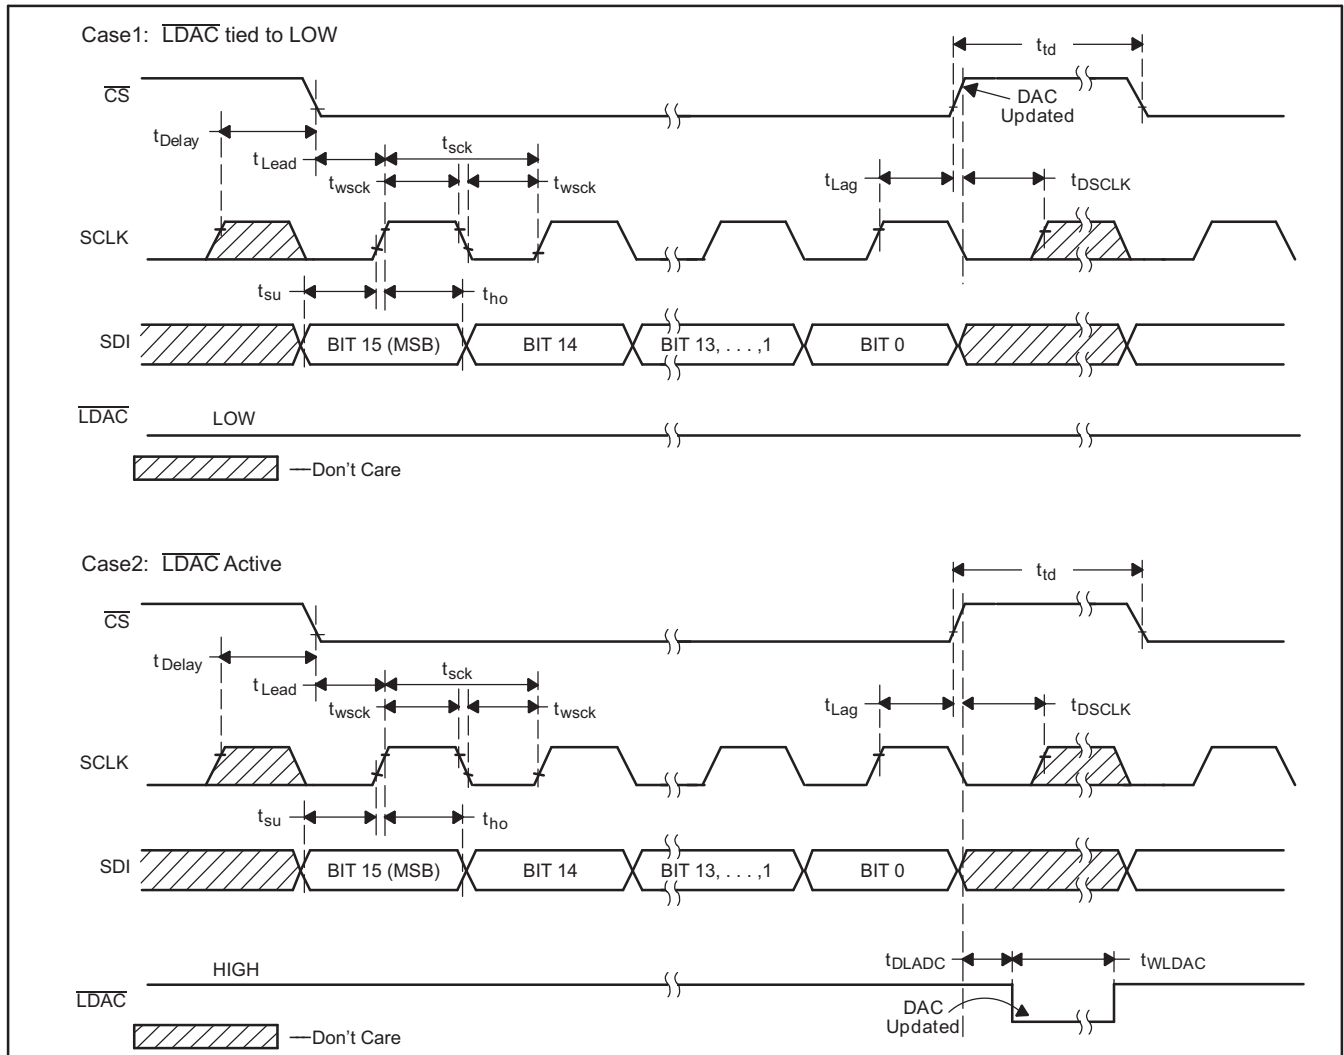 Case1: LDAC tied to LOW
t_td
CS
DAC
Updated
t_Delay
t_Lead
t_sck
t_wsck
t_wsck
t_Lag
t_DSCLK
SCLK
t_su
t_ho
SDI
BIT 15 (MSB)
BIT 14
BIT 13, . . . ,1
BIT 0
LDAC
LOW
—Don't Care
Case2: LDAC Active
t_td
CS
t_Delay
t_Lead
t_sck
t_wsck
t_wsck
t_Lag
t_DSCLK
SCLK
t_su
t_ho
SDI
BIT 15 (MSB)
BIT 14
BIT 13, . . . ,1
BIT 0
HIGH
t_DLADC
t_WLDAC
LDAC
DAC
Updated
—Don't Care